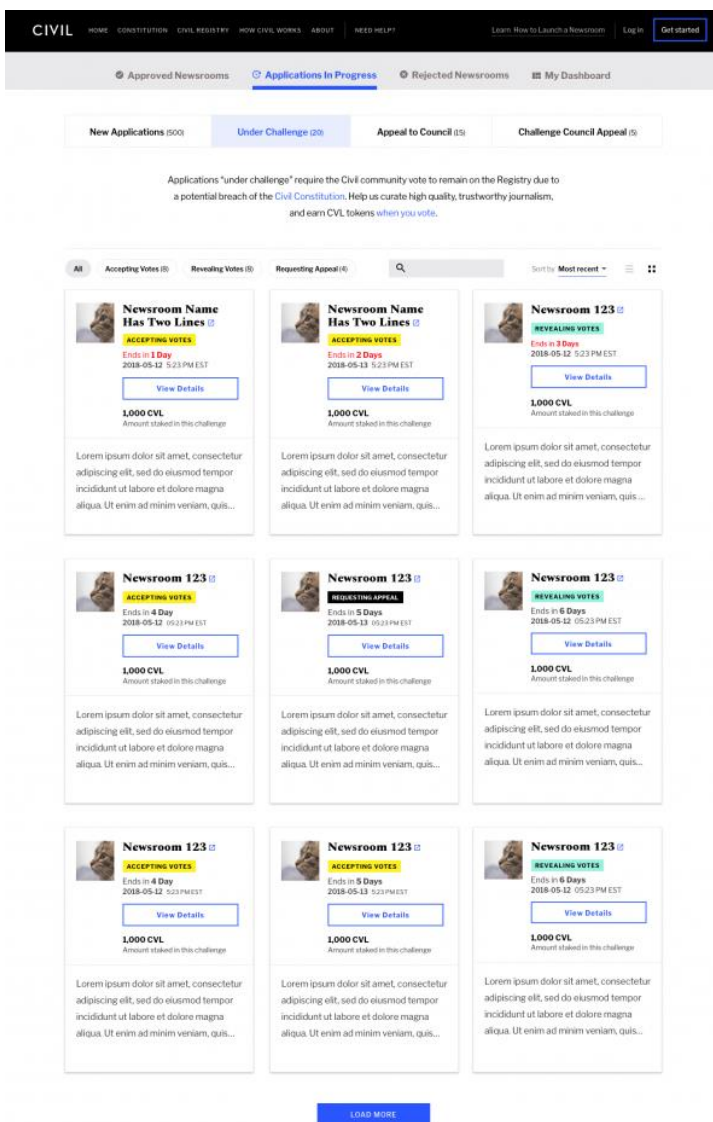 CIVIL HOME CONSTITUTION CIVIL REGISTRY HOW CIVIL WORKS ABOUT NEED HELP? Learn How to Launch a Newsroom Log in Get started
Approved Newsrooms Applications In Progress Rejected Newsrooms My Dashboard
New Applications (500) Under Challenge (20) Appeal to Council (15) Challenge Council Appeal (5)
Applications “under challenge” require the Civil community vote to remain on the Registry due to
a potential breach of the Civil Constitution. Help us curate high quality, trustworthy journalism,
and earn CVL tokens when you vote.
All Accepting Votes (8) Revealing Votes (8) Requesting Appeal (4) Sort by Most recent
Newsroom Name
Has Two Lines
ACCEPTING VOTES
Ends in 1 Day
2018-05-12 5:23 PM EST
View Details
1,000 CVL
Amount staked in this challenge
Lorem ipsum dolor sit amet, consectetur
adipiscing elit, sed do eiusmod tempor
incididunt ut labore et dolore magna
aliqua. Ut enim ad minim veniam, quis...
Newsroom Name
Has Two Lines
ACCEPTING VOTES
Ends in 2 Days
2018-05-13 5:23 PM EST
View Details
1,000 CVL
Amount staked in this challenge
Lorem ipsum dolor sit amet, consectetur
adipiscing elit, sed do eiusmod tempor
incididunt ut labore et dolore magna
aliqua. Ut enim ad minim veniam, quis...
Newsroom 123
REVEALING VOTES
Ends in 3 Days
2018-05-12 5:23 PM EST
View Details
1,000 CVL
Amount staked in this challenge
Lorem ipsum dolor sit amet, consectetur
adipiscing elit, sed do eiusmod tempor
incididunt ut labore et dolore magna
aliqua. Ut enim ad minim veniam, quis ...
Newsroom 123
ACCEPTING VOTES
Ends in 4 Day
2018-05-12 05:23 PM EST
View Details
1,000 CVL
Amount staked in this challenge
Lorem ipsum dolor sit amet, consectetur
adipiscing elit, sed do eiusmod tempor
incididunt ut labore et dolore magna
aliqua. Ut enim ad minim veniam, quis...
Newsroom 123
REQUESTING APPEAL
Ends in 5 Days
2018-05-13 05:23 PM EST
View Details
1,000 CVL
Amount staked in this challenge
Lorem ipsum dolor sit amet, consectetur
adipiscing elit, sed do eiusmod tempor
incididunt ut labore et dolore magna
aliqua. Ut enim ad minim veniam, quis...
Newsroom 123
REVEALING VOTES
Ends in 6 Days
2018-05-12 05:23 PM EST
View Details
1,000 CVL
Amount staked in this challenge
Lorem ipsum dolor sit amet, consectetur
adipiscing elit, sed do eiusmod tempor
incididunt ut labore et dolore magna
aliqua. Ut enim ad minim veniam, quis...
Newsroom 123
ACCEPTING VOTES
Ends in 4 Day
2018-05-12 5:23 PM EST
View Details
1,000 CVL
Amount staked in this challenge
Lorem ipsum dolor sit amet, consectetur
adipiscing elit, sed do eiusmod tempor
incididunt ut labore et dolore magna
aliqua. Ut enim ad minim veniam, quis...
Newsroom 123
ACCEPTING VOTES
Ends in 5 Days
2018-05-13 5:23 PM EST
View Details
1,000 CVL
Amount staked in this challenge
Lorem ipsum dolor sit amet, consectetur
adipiscing elit, sed do eiusmod tempor
incididunt ut labore et dolore magna
aliqua. Ut enim ad minim veniam, quis...
Newsroom 123
REVEALING VOTES
Ends in 6 Days
2018-05-12 5:23 PM EST
View Details
1,000 CVL
Amount staked in this challenge
Lorem ipsum dolor sit amet, consectetur
adipiscing elit, sed do eiusmod tempor
incididunt ut labore et dolore magna
aliqua. Ut enim ad minim veniam, quis...
LOAD MORE